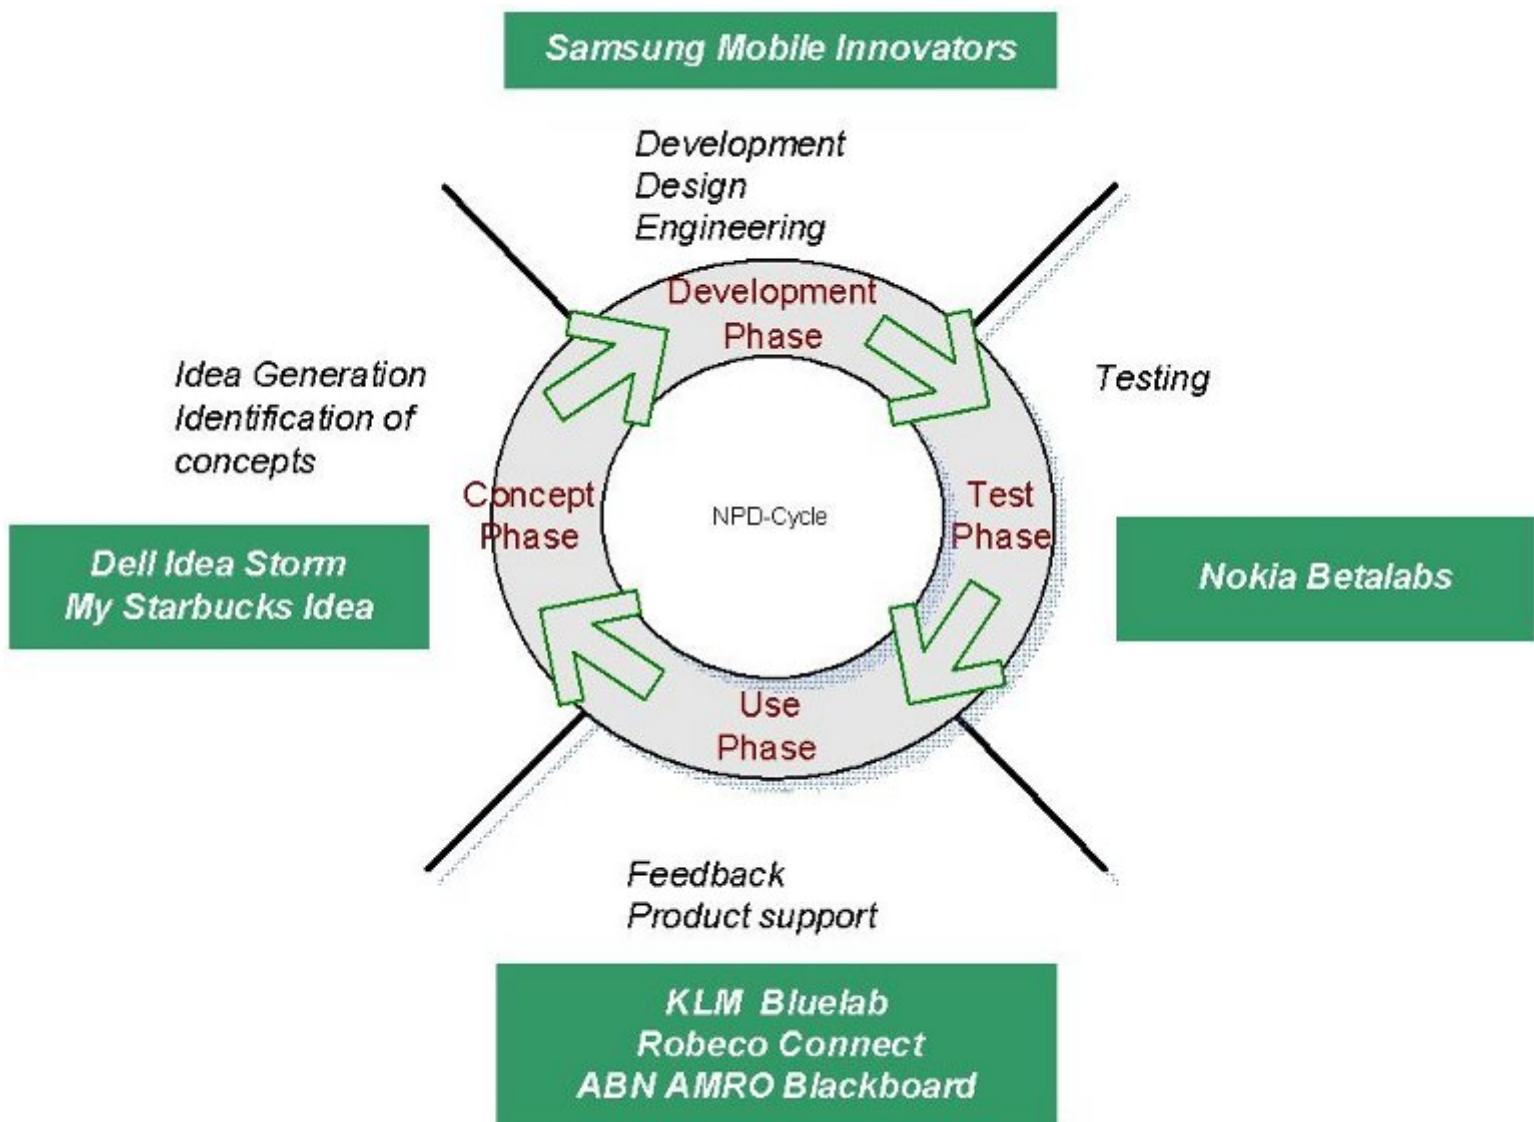 Samsung Mobile Innovators
Development
Design
Engineering
Development
Phase
Idea Generation
Identification of
concepts
Testing
Concept
Phase
NPD-Cycle
Test
Phase
Dell Idea Storm
My Starbucks Idea
Nokia Betalabs
Use
Phase
Feedback
Product support
KLM Bluelab
Robeco Connect
ABN AMRO Blackboard